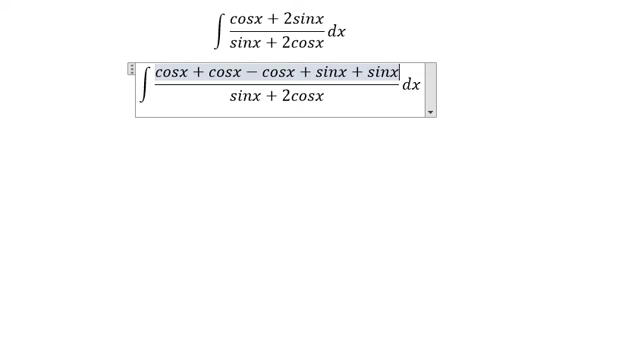 ∫ (cosx + 2sinx)/(sinx + 2cosx) dx
∫ (cosx + cosx − cosx + sinx + sinx)/(sinx + 2cosx) dx